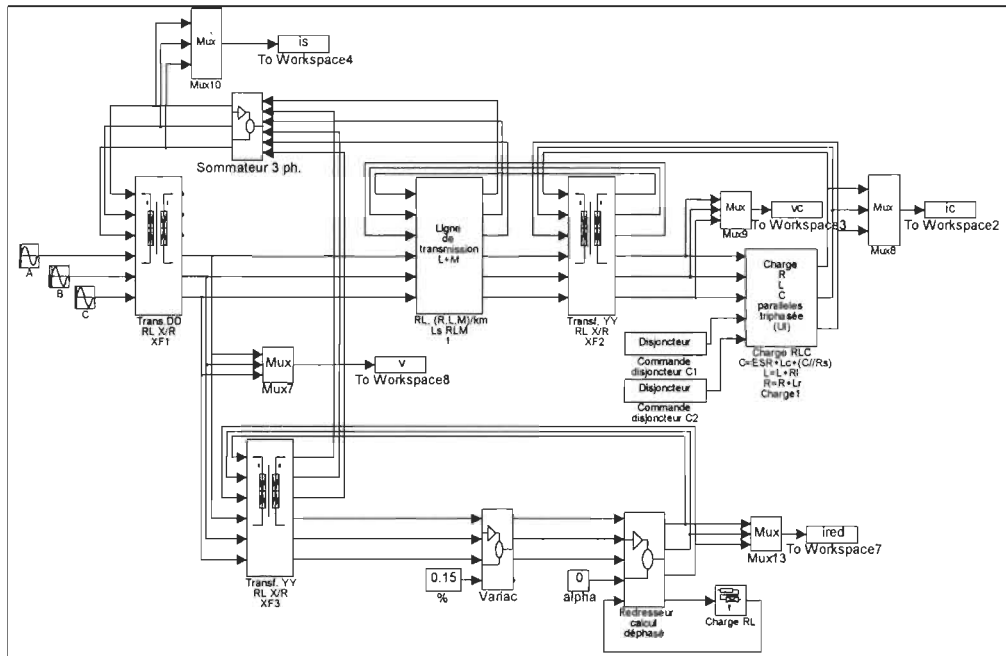 Mux
is
To Workspace4
Mux10
Sommateur 3 ph.
A
B
C
Trans.D0
RL X/R
XF1
Ligne
de
transmission
L+M
RL, (R,L,M)/km
Ls RLM
1
Transf. YY
RL X/R
XF2
Mux
Mux9
vc
To Workspace3
Mux
Mux8
ic
To Workspace2
Charge
R
L
C
paralleles
triphasée
(UI)
Charge RLC
C=ESR+Lc+(C//Rs)
L=L+Rl
R=R+Lr
Charge1
Disjoncteur
Commande
disjoncteur C1
Disjoncteur
Commande
disjoncteur C2
Mux
Mux7
v
To Workspace8
Transf. YY
RL X/R
XF3
0.15
%
Variac
0
alpha
Redresseur
calcul
déphasé
Mux
Mux13
ired
To Workspace7
Charge RL